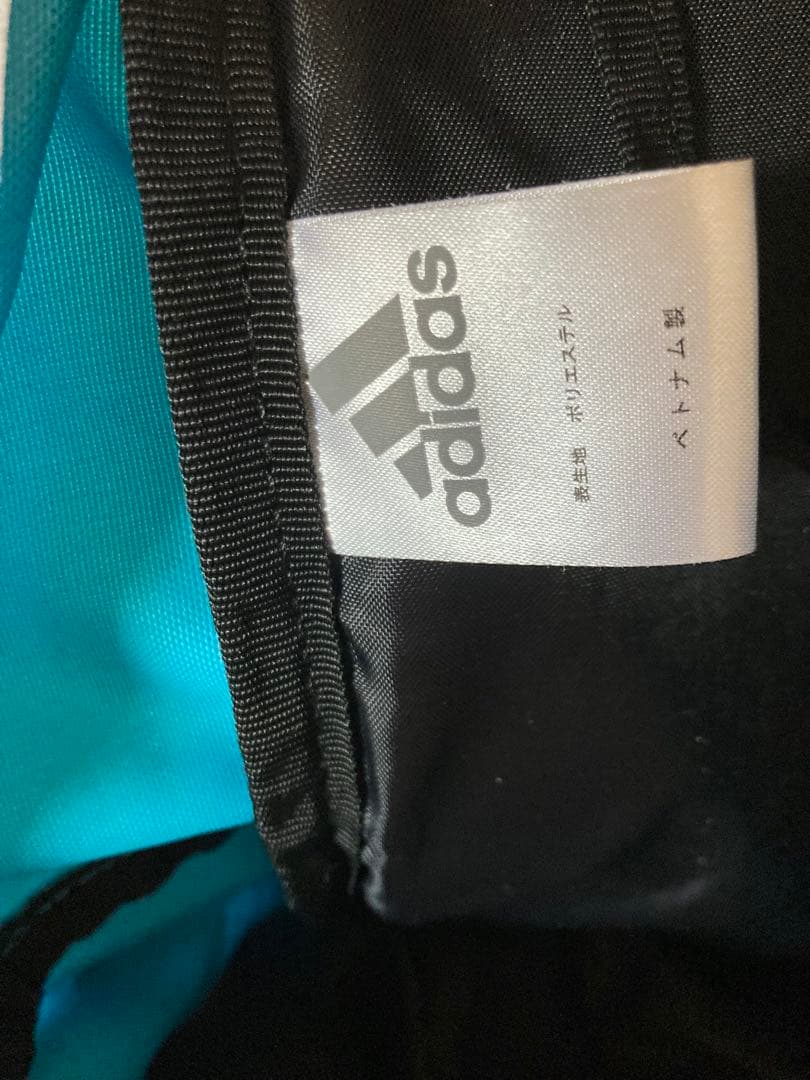 adidas
表生地 ポリエステル
ベトナム製